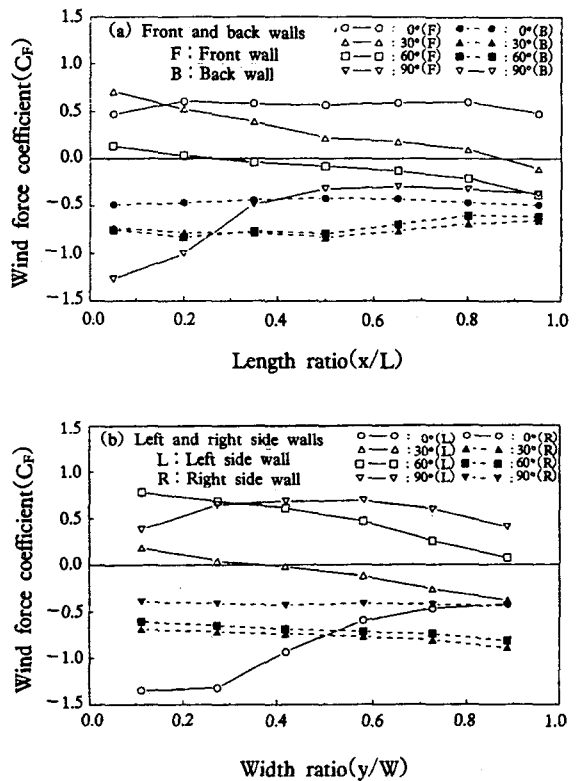 (a) Front and back walls
F : Front wall
B : Back wall
: 0°(F) : 0°(B)
: 30°(F) : 30°(B)
: 60°(F) : 60°(B)
: 90°(F) : 90°(B)
1.5
1.0
0.5
0.0
-0.5
-1.0
-1.5
Wind force coefficient(CF)
0.0 0.2 0.4 0.6 0.8 1.0
Length ratio(x/L)
(b) Left and right side walls
L : Left side wall
R : Right side wall
: 0°(L) : 0°(R)
: 30°(L) : 30°(R)
: 60°(L) : 60°(R)
: 90°(L) : 90°(R)
1.5
1.0
0.5
0.0
-0.5
-1.0
-1.5
Wind force coefficient(CF)
0.0 0.2 0.4 0.6 0.8 1.0
Width ratio(y/W)